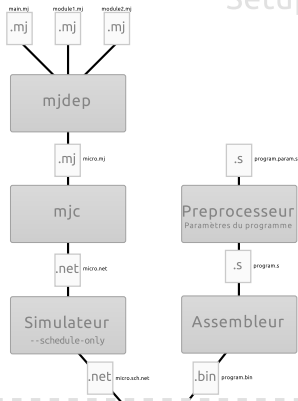 Setup
main.mj module1.mj module2.mj
.mj .mj .mj
mjdep
.mj micro.mj
.s program.param.s
mjc
Preprocesseur
Paramètres du programme
.net micro.net
.s program.s
Simulateur
--schedule-only
Assembleur
.net micro.sch.net
.bin program.bin